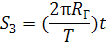 S₃ = (2πR_Г / T)t